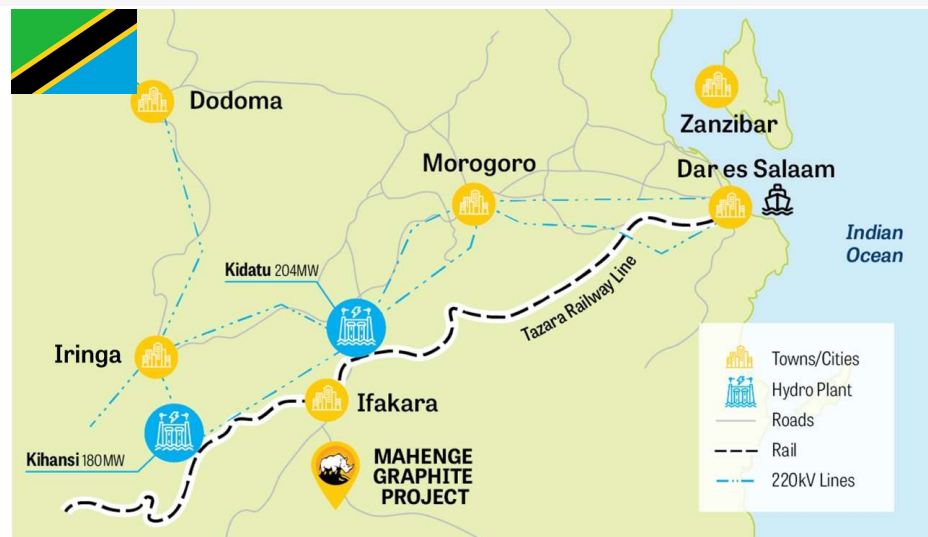 Dodoma
Zanzibar
Morogoro
Dar es Salaam
Indian
Ocean
Kidatu 204MW
Tazara Railway Line
Iringa
Ifakara
Kihansi 180MW
MAHENGE
GRAPHITE
PROJECT
Towns/Cities
Hydro Plant
Roads
Rail
220kV Lines